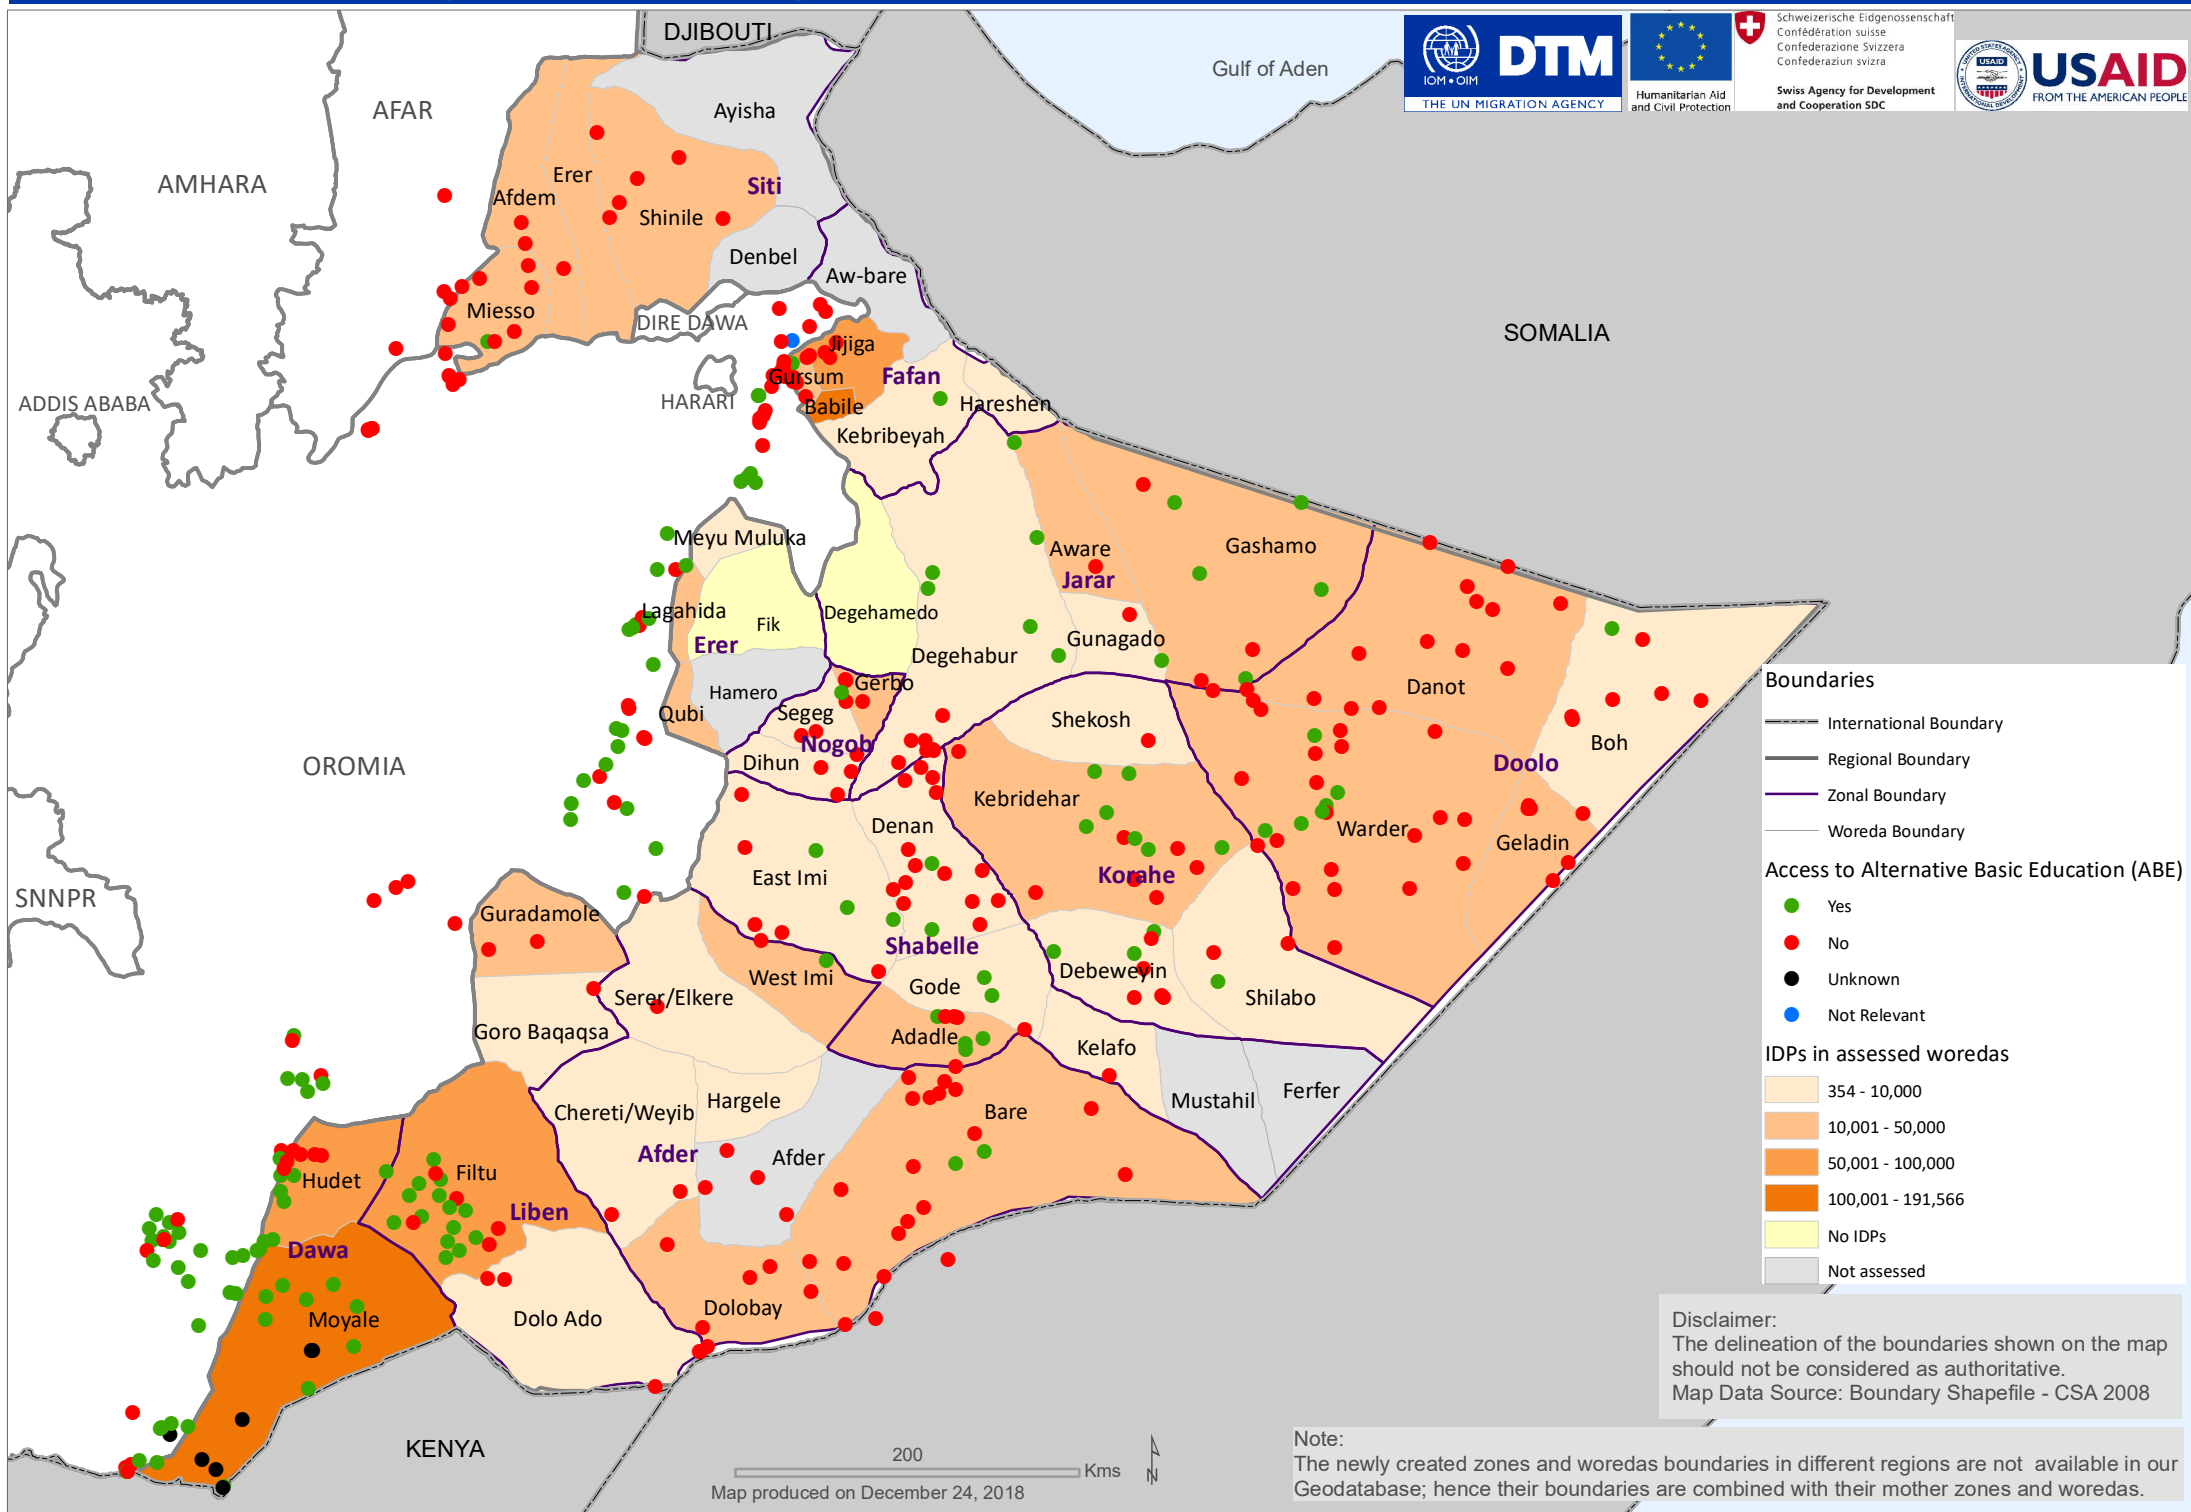 DJIBOUTI
Gulf of Aden
IOM • OIM
DTM
THE UN MIGRATION AGENCY
Humanitarian Aid
and Civil Protection
Schweizerische Eidgenossenschaft
Confédération suisse
Confederazione Svizzera
Confederaziun svizra
Swiss Agency for Development
and Cooperation SDC
USAID
USAID
FROM THE AMERICAN PEOPLE
AFAR
Ayisha
AMHARA
Erer
Afdem
Siti
Shinile
Denbel
Aw-bare
Miesso
DIRE DAWA
SOMALIA
Jijiga
Gursum
Fafan
ADDIS ABABA
HARARI
Babile
Hareshen
Kebribeyah
Meyu Muluka
Aware
Gashamo
Jarar
Lagahida
Fik
Degehamedo
Erer
Gunagado
Degehabur
Hamero
Gerbo
Danot
Qubi
Segeg
Shekosh
Nogob
Boh
OROMIA
Dihun
Doolo
Kebridehar
Denan
Warder
Geladin
East Imi
Korahe
SNNPR
Guradamole
Shabelle
West Imi
Debeweyin
Gode
Serer/Elkere
Shilabo
Goro Baqaqsa
Adadle
Kelafo
Ferfer
Mustahil
Hargele
Chereti/Weyib
Bare
Afder
Afder
Hudet
Filtu
Liben
Dawa
Dolobay
Moyale
Dolo Ado
KENYA
Boundaries
International Boundary
Regional Boundary
Zonal Boundary
Woreda Boundary
Access to Alternative Basic Education (ABE)
Yes
No
Unknown
Not Relevant
IDPs in assessed woredas
354 - 10,000
10,001 - 50,000
50,001 - 100,000
100,001 - 191,566
No IDPs
Not assessed
Disclaimer:
The delineation of the boundaries shown on the map
should not be considered as authoritative.
Map Data Source: Boundary Shapefile - CSA 2008
200
Kms
N
Map produced on December 24, 2018
Note:
The newly created zones and woredas boundaries in different regions are not available in our
Geodatabase; hence their boundaries are combined with their mother zones and woredas.